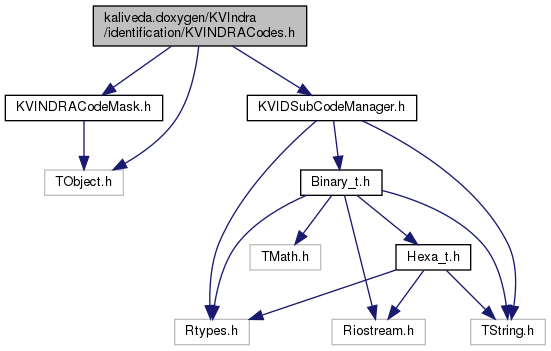 kaliveda.doxygen/KVIndra
/identification/KVINDRACodes.h
KVINDRACodeMask.h
KVIDSubCodeManager.h
TObject.h
Binary_t.h
TMath.h
Hexa_t.h
Rtypes.h
Riostream.h
TString.h